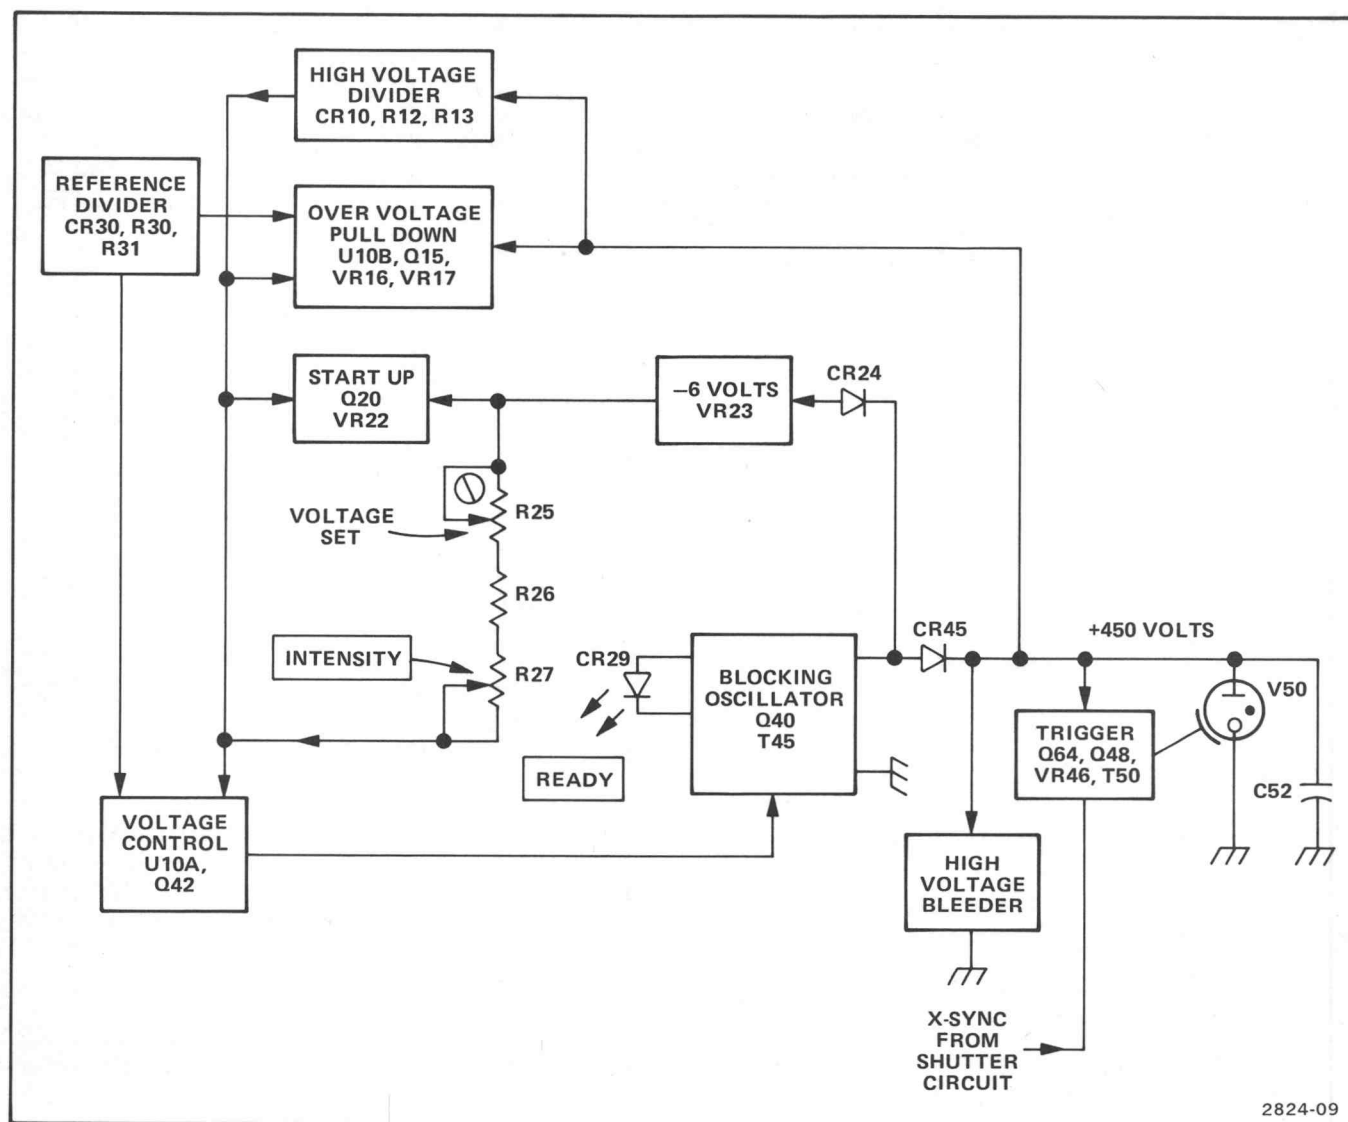 HIGH VOLTAGE
DIVIDER
CR10, R12, R13
REFERENCE
DIVIDER
CR30, R30,
R31
OVER VOLTAGE
PULL DOWN
U10B, Q15,
VR16, VR17
START UP
Q20
VR22
–6 VOLTS
VR23
CR24
VOLTAGE
SET
R25
R26
INTENSITY
R27
CR29
READY
BLOCKING
OSCILLATOR
Q40
T45
CR45
+450 VOLTS
TRIGGER
Q64, Q48,
VR46, T50
V50
C52
VOLTAGE
CONTROL
U10A,
Q42
HIGH
VOLTAGE
BLEEDER
X-SYNC
FROM
SHUTTER
CIRCUIT
2824-09